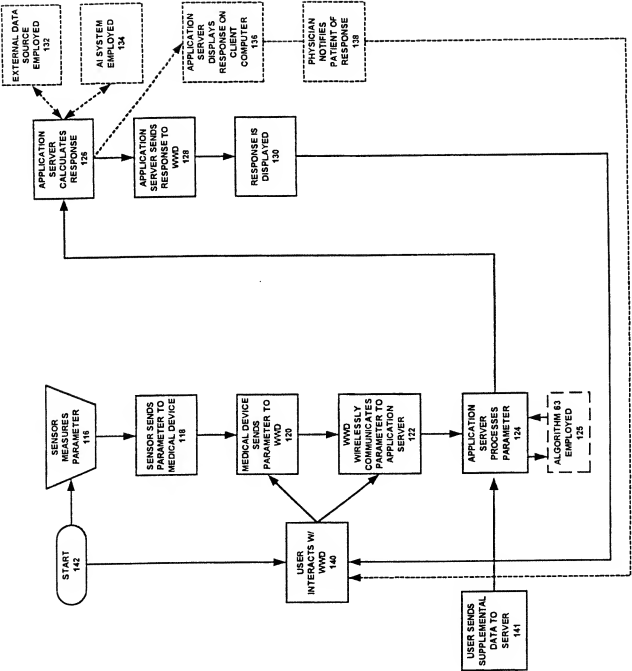 START
142
SENSOR
MEASURES
PARAMETER
116
SENSOR SENDS
PARAMETER TO
MEDICAL DEVICE
118
MEDICAL DEVICE
SENDS
PARAMETER TO
WWD
120
WWD
WIRELESSLY
COMMUNICATES
PARAMETER TO
APPLICATION
SERVER
122
APPLICATION
SERVER
PROCESSES
PARAMETER
124
ALGORITHM 63
EMPLOYED
125
USER
INTERACTS W/
WWD
140
USER SENDS
SUPPLEMENTAL
DATA TO
SERVER
141
APPLICATION
SERVER
CALCULATES
RESPONSE
126
EXTERNAL DATA
SOURCE
EMPLOYED
132
AI SYSTEM
EMPLOYED
134
APPLICATION
SERVER SENDS
RESPONSE TO
WWD
128
RESPONSE IS
DISPLAYED
130
APPLICATION
SERVER
DISPLAYS
RESPONSE ON
CLIENT
COMPUTER
136
PHYSICIAN
NOTIFIES
PATIENT OF
RESPONSE
138